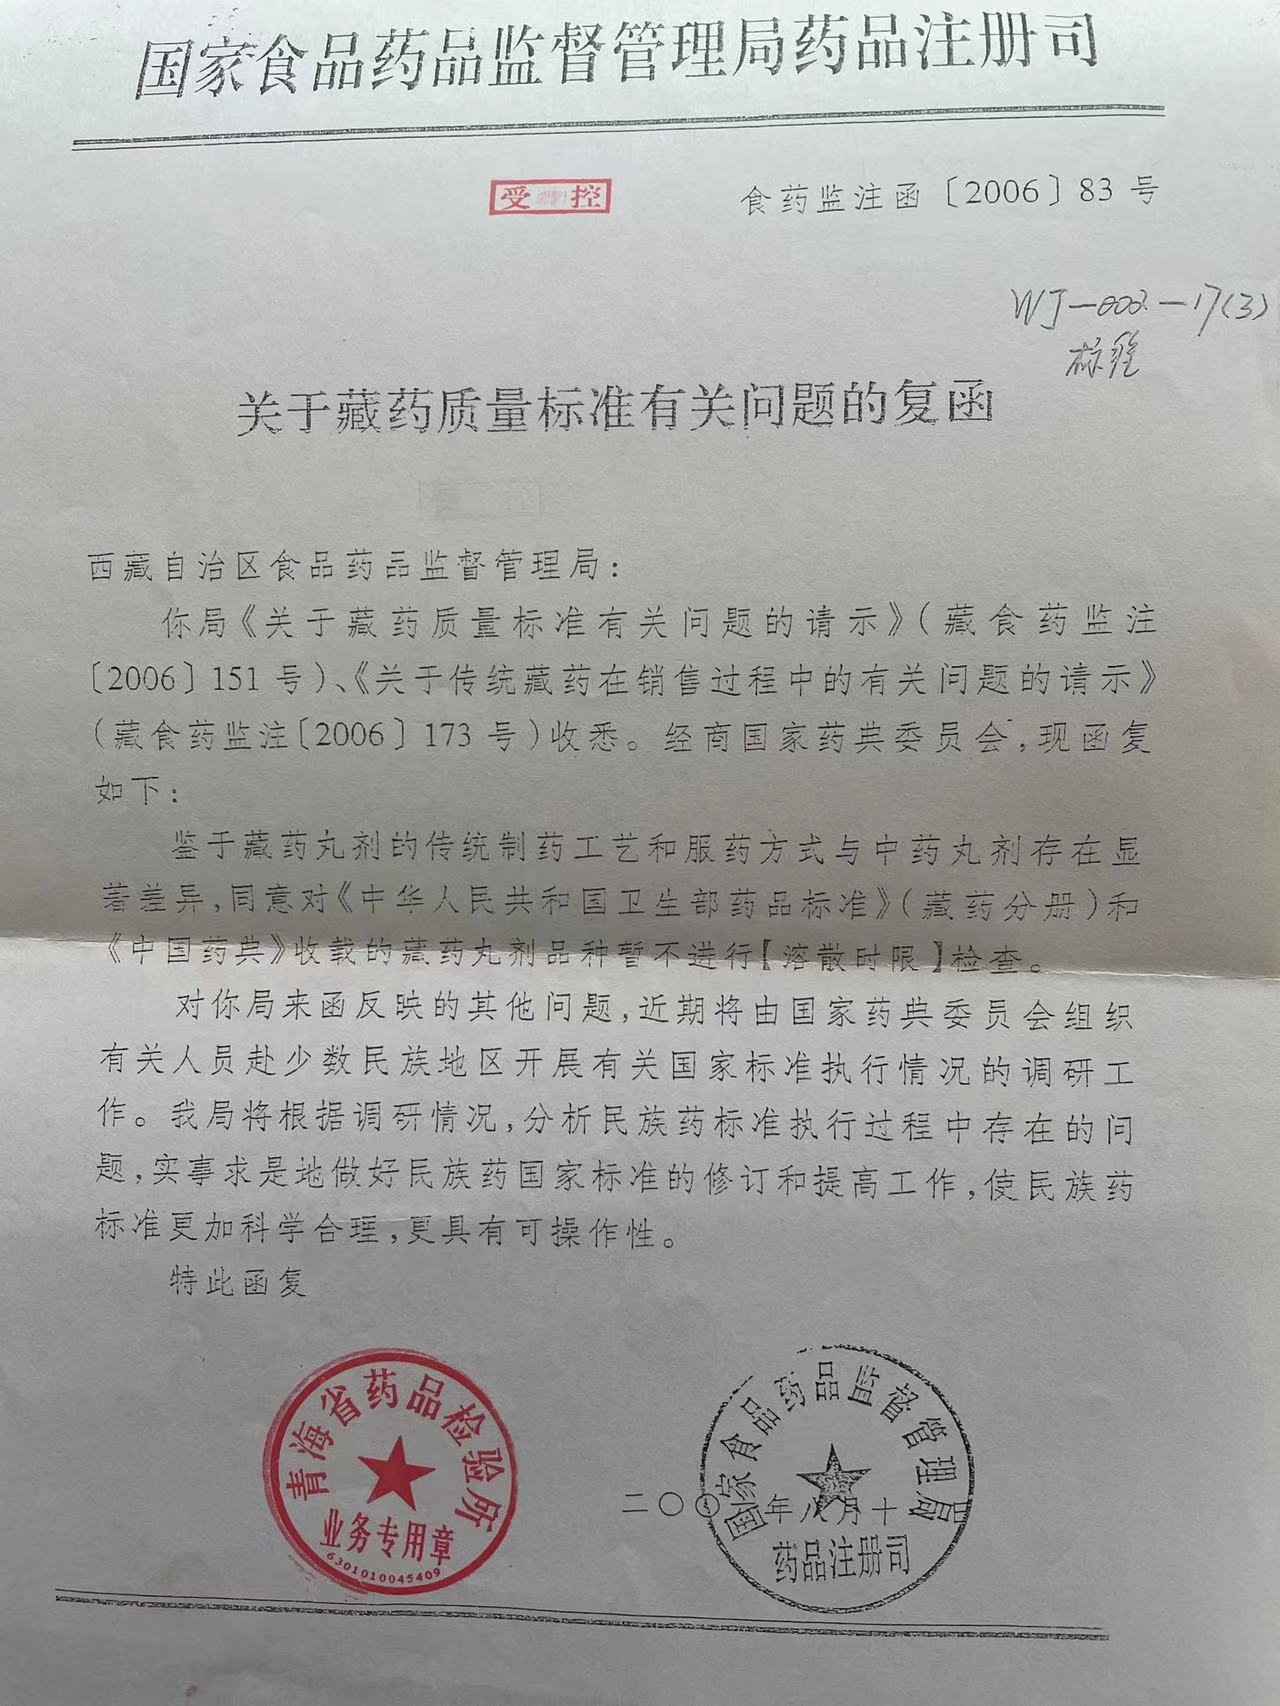 国家食品药品监督管理局药品注册司
受 控
食药监注函〔2006〕83 号
WJ-002-17(3)
关于藏药质量标准有关问题的复函
西藏自治区食品药品监督管理局：
你局《关于藏药质量标准有关问题的请示》（藏食药监注
〔2006〕151 号）、《关于传统藏药在销售过程中的有关问题的请示》
（藏食药监注〔2006〕173 号）收悉。经商国家药典委员会，现函复
如下：
鉴于藏药丸剂的传统制药工艺和服药方式与中药丸剂存在显
著差异，同意对《中华人民共和国卫生部药品标准》（藏药分册）和
《中国药典》收载的藏药丸剂品种暂不进行【溶散时限】检查。
对你局来函反映的其他问题，近期将由国家药典委员会组织
有关人员赴少数民族地区开展有关国家标准执行情况的调研工
作。我局将根据调研情况，分析民族药标准执行过程中存在的问
题，实事求是地做好民族药国家标准的修订和提高工作，使民族药
标准更加科学合理，更具有可操作性。
特此函复
青海省药品检验所
业务专用章
6301010045409
国家食品药品监督管理局
二〇〇 年八月十
药品注册司